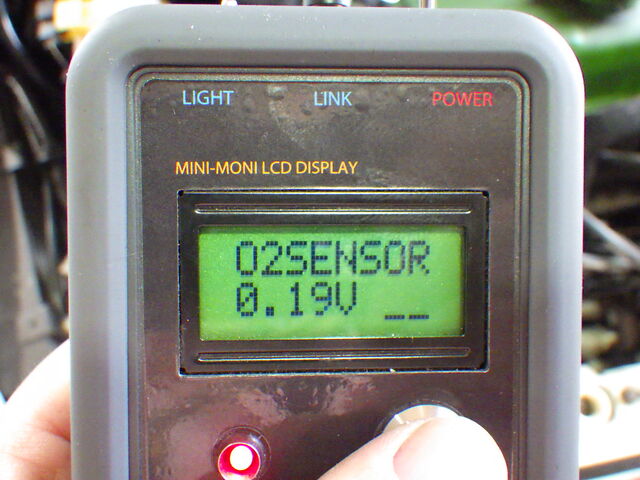 LIGHT LINK POWER
MINI-MONI LCD DISPLAY
O2SENSOR
0.19V __